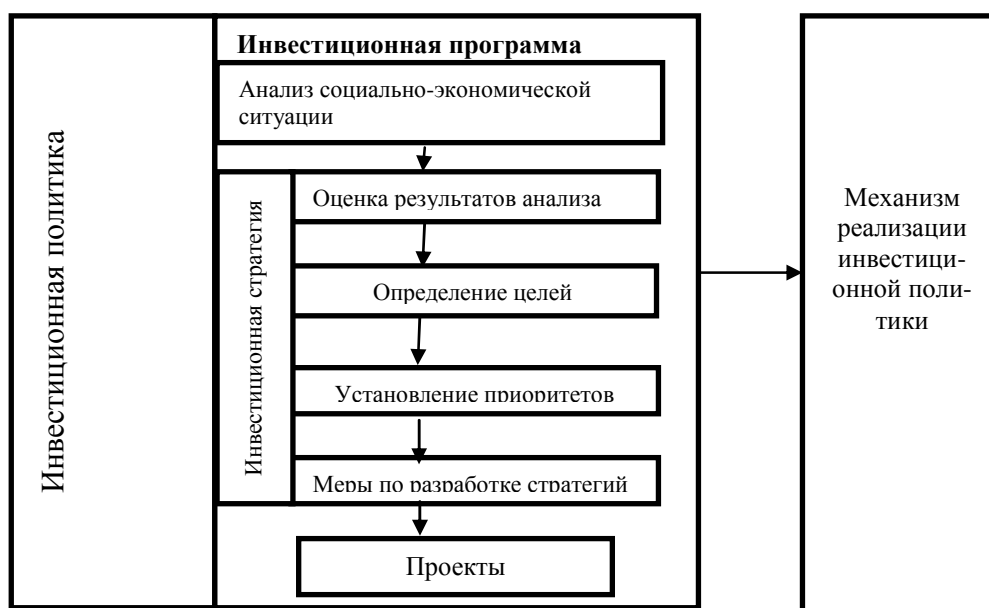 Инвестиционная политика
Инвестиционная программа
Анализ социально-экономической
ситуации
Инвестиционная стратегия
Оценка результатов анализа
Определение целей
Установление приоритетов
Меры по разработке стратегий
Проекты
Механизм
реализации
инвестици-
онной поли-
тики